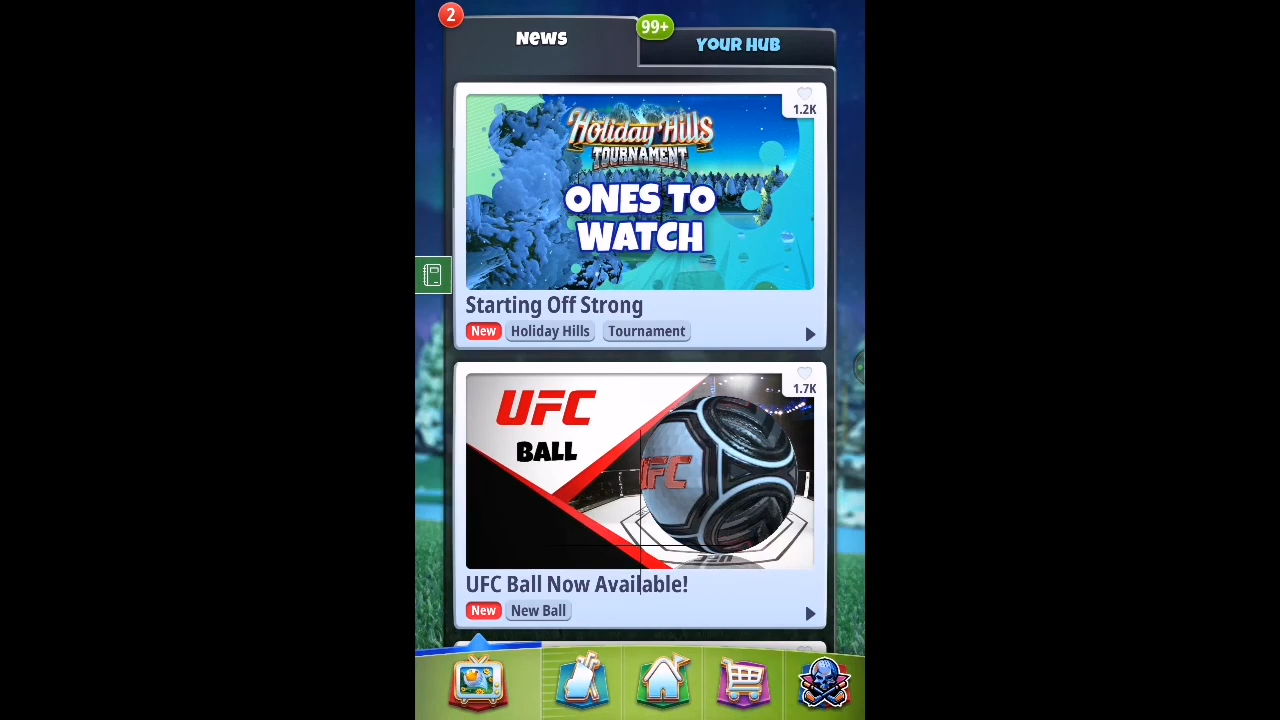 2
News
99+
Your Hub
1.2K
Holiday Hills
TOURNAMENT
ONES TO
WATCH
Starting Off Strong
New
Holiday Hills
Tournament
1.7K
UFC
BALL
UFC
UFC Ball Now Available!
New
New Ball